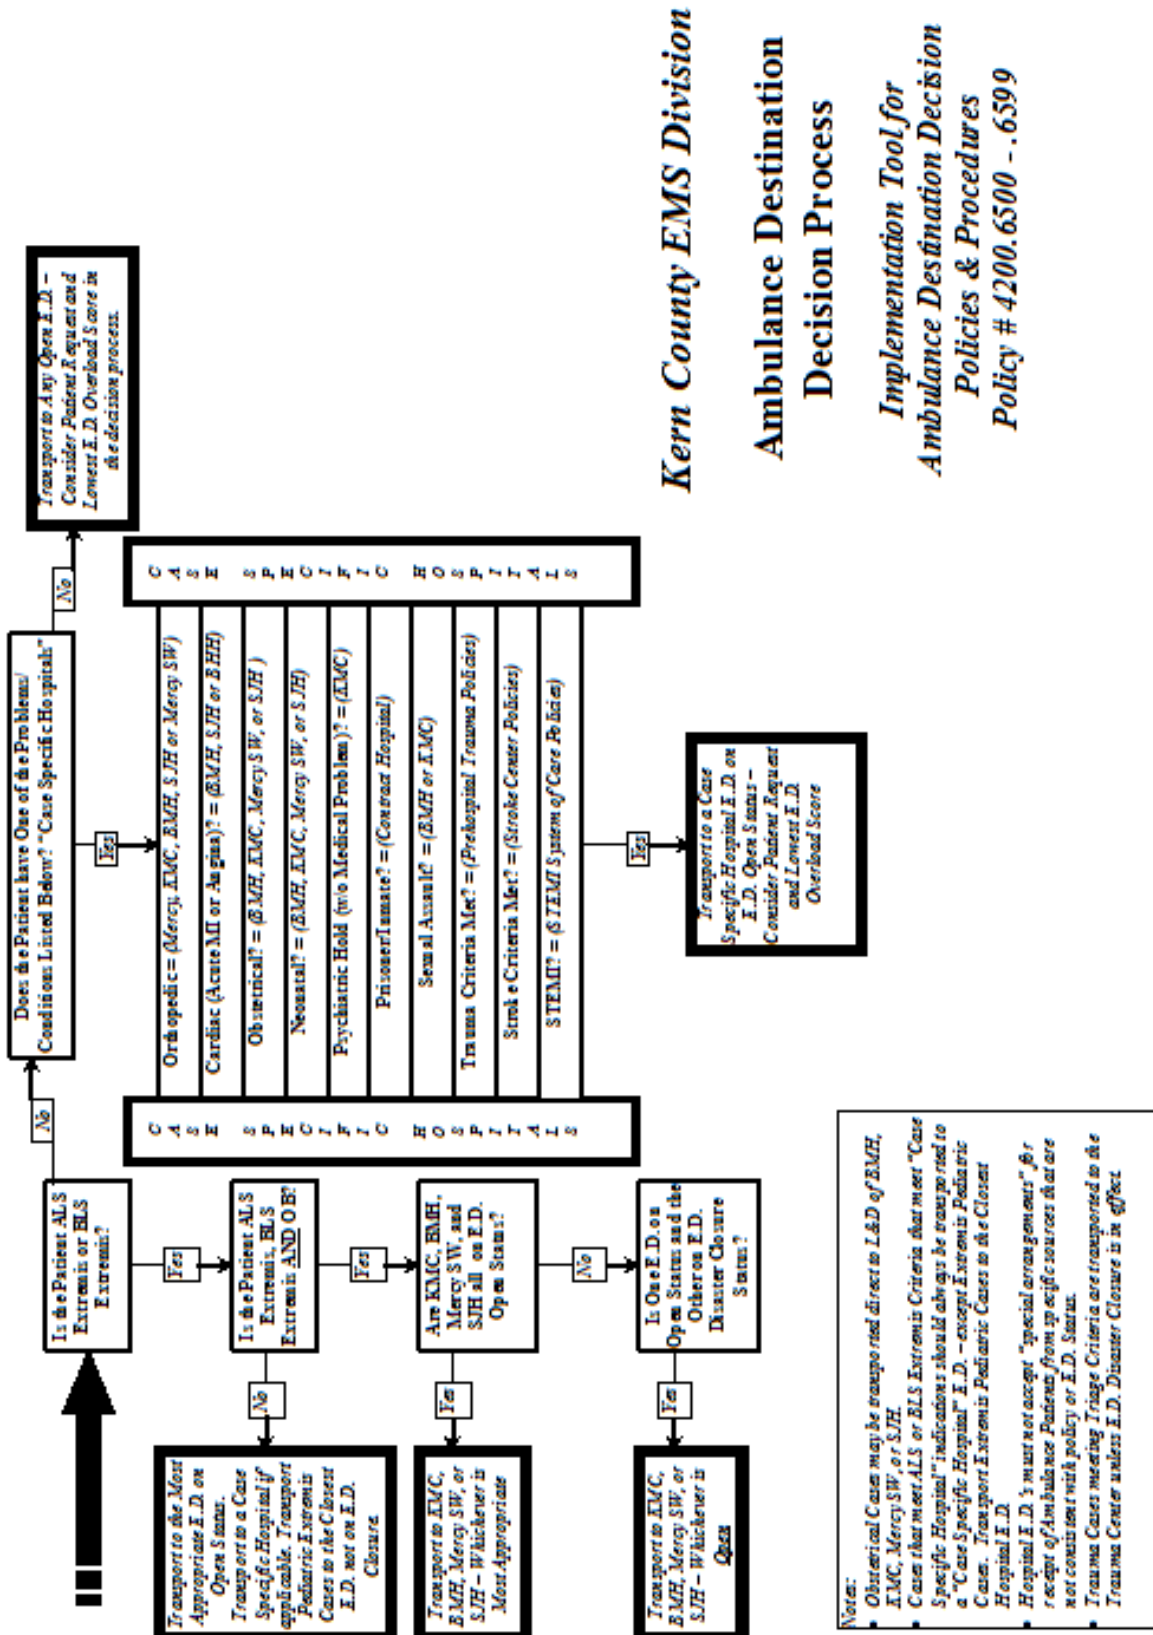 Kern County EMS Division
Ambulance Destination
Decision Process
Implementation Tool for
Ambulance Destination Decision
Policies & Procedures
Policy # 4200.6500 - .6599
Is the Patient ALS
Extremis or BLS
Extremis?
No
Does the Patient have One of the Problems/
Conditions Listed Below? "Case Specific Hospitals"
No
Transport to Any Open E.D. –
Consider Patient Request and
Lowest E.D. Overload Score in
the decision process.
Yes
Yes
CASE SPECIFIC HOSPITALS
Orthopedic = (Mercy, KMC, BMH, SJH or Mercy SW)
Cardiac (Acute MI or Angina)? = (BMH, SJH or BHH)
Obstetrical? = (BMH, KMC, Mercy SW, or SJH )
Neonatal? = (BMH, KMC, Mercy SW, or SJH)
Psychiatric Hold (w/o Medical Problem)? = (KMC)
Prisoner/Inmate? = (Contract Hospital)
Sexual Assault? = (BMH or KMC)
Trauma Criteria Met? = (Prehospital Trauma Policies)
Stroke Criteria Met? = (Stroke Center Policies)
STEMI? = (STEMI System of Care Policies)
CASE SPECIFIC HOSPITALS
Yes
Transport to a Case
Specific Hospital E.D. on
E.D. Open Status –
Consider Patient Request
and Lowest E.D.
Overload Score
Is the Patient ALS
Extremis, BLS
Extremis AND OB?
No
Transport to the Most
Appropriate E.D. on
Open Status.
Transport to a Case
Specific Hospital if
applicable. Transport
Pediatric Extremis
Cases to the Closest
E.D. not on E.D.
Closure.
Yes
Are KMC, BMH,
Mercy SW, and
SJH all on E.D.
Open Status?
Yes
Transport to KMC,
BMH, Mercy SW, or
SJH – Whichever is
Most Appropriate
No
Is One E.D. on
Open Status and the
Other on E.D.
Disaster Closure
Status?
Yes
Transport to KMC,
BMH, Mercy SW, or
SJH – Whichever is
Open
Notes:
• Obstetrical Cases may be transported direct to L&D of BMH,
KMC, Mercy SW, or SJH.
• Cases that meet ALS or BLS Extremis Criteria that meet "Case
Specific Hospital" indications should always be transported to
a "Case Specific Hospital" E.D. – except Extremis Pediatric
Cases. Transport Extremis Pediatric Cases to the Closest
Hospital E.D.
• Hospital E.D.'s must not accept "special arrangements" for
receipt of Ambulance Patients from specific sources that are
not consistent with policy or E.D. Status.
• Trauma Cases meeting Triage Criteria are transported to the
Trauma Center unless E.D. Disaster Closure is in effect.